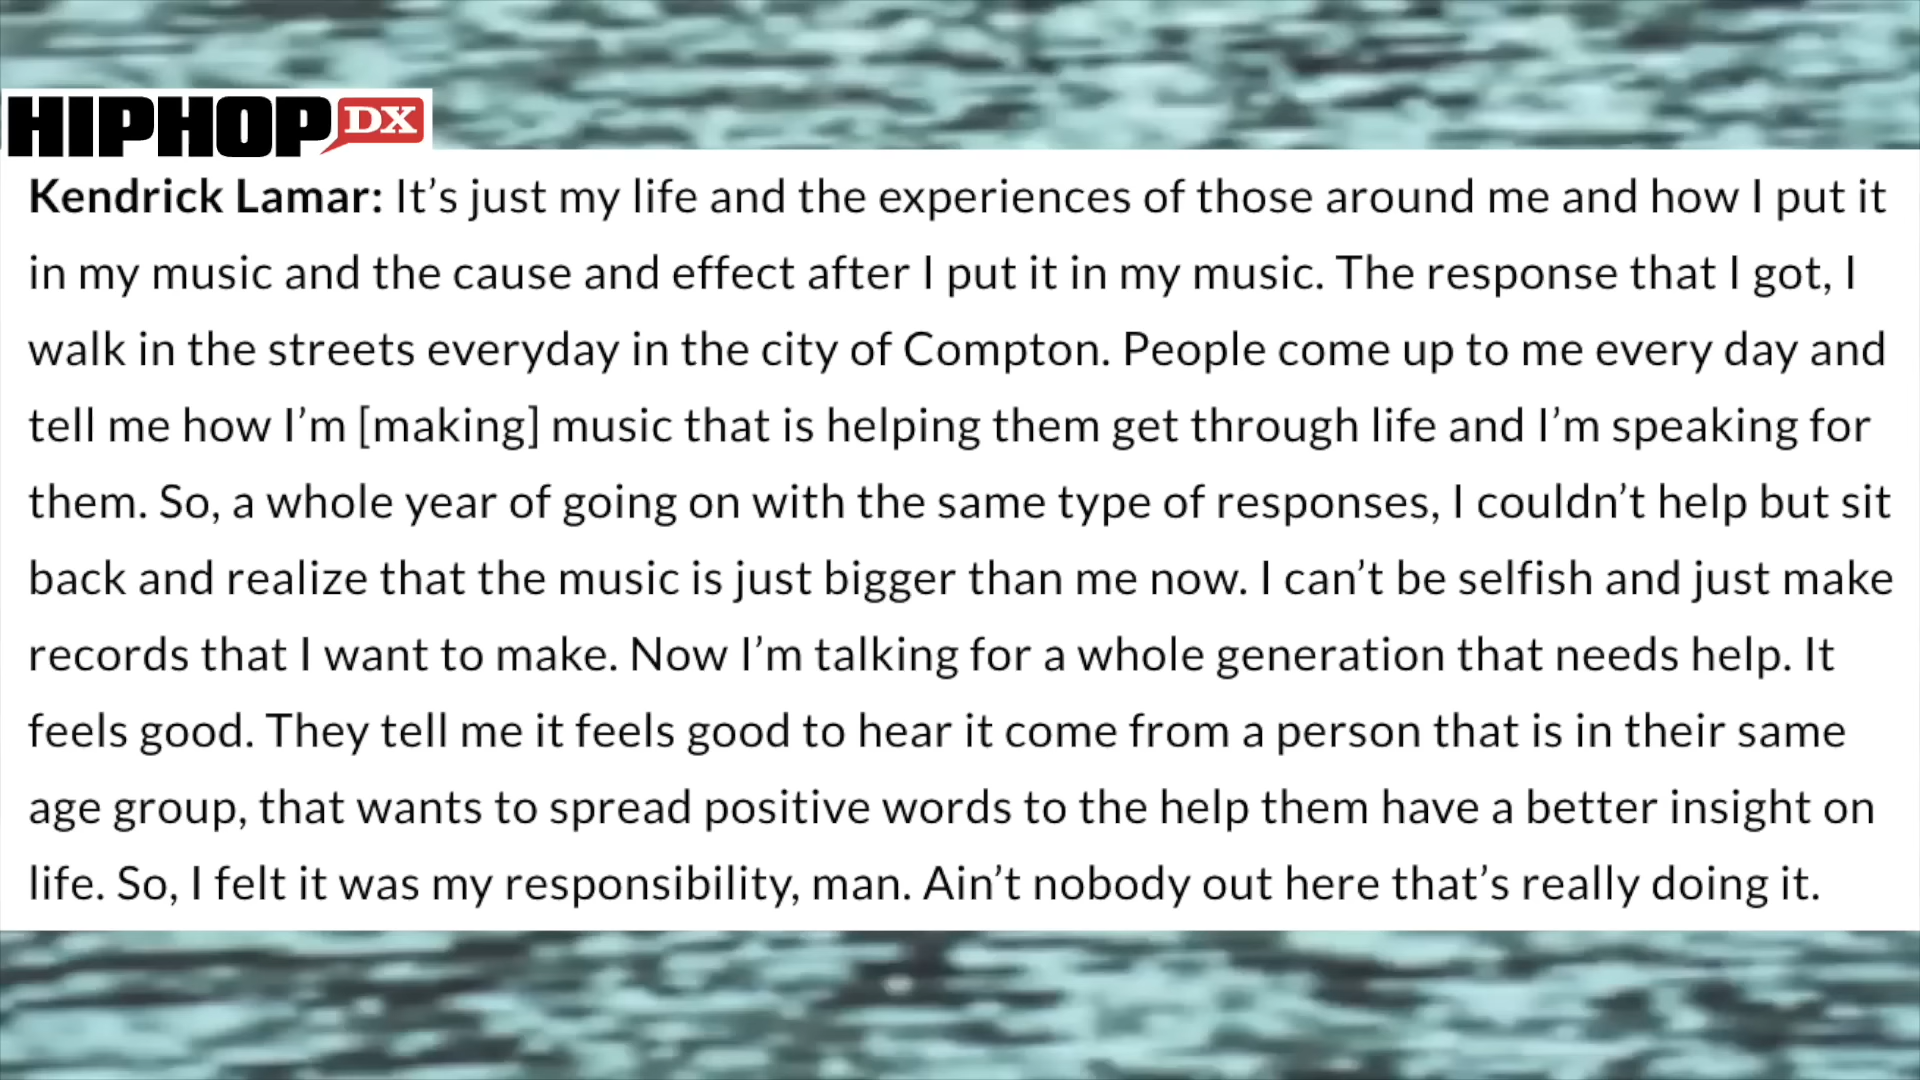 HIPHOPDX
Kendrick Lamar: It’s just my life and the experiences of those around me and how I put it
in my music and the cause and effect after I put it in my music. The response that I got, I
walk in the streets everyday in the city of Compton. People come up to me every day and
tell me how I’m [making] music that is helping them get through life and I’m speaking for
them. So, a whole year of going on with the same type of responses, I couldn’t help but sit
back and realize that the music is just bigger than me now. I can’t be selfish and just make
records that I want to make. Now I’m talking for a whole generation that needs help. It
feels good. They tell me it feels good to hear it come from a person that is in their same
age group, that wants to spread positive words to the help them have a better insight on
life. So, I felt it was my responsibility, man. Ain’t nobody out here that’s really doing it.